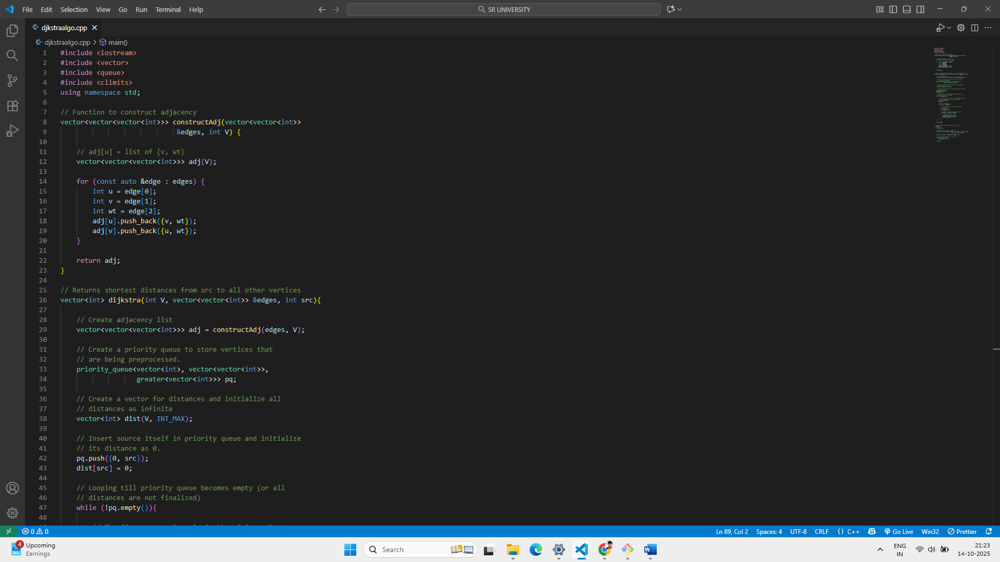 File Edit Selection View Go Run Terminal Help
SR UNIVERSITY
djkstraalgo.cpp
djkstraalgo.cpp > main()
1 #include <iostream>
2 #include <vector>
3 #include <queue>
4 #include <climits>
5 using namespace std;
6
7 // Function to construct adjacency
8 vector<vector<vector<int>>> constructAdj(vector<vector<int>>
9 &edges, int V) {
10
11 // adj[u] = list of {v, wt}
12 vector<vector<vector<int>>> adj(V);
13
14 for (const auto &edge : edges) {
15 int u = edge[0];
16 int v = edge[1];
17 int wt = edge[2];
18 adj[u].push_back({v, wt});
19 adj[v].push_back({u, wt});
20 }
21
22 return adj;
23 }
24
25 // Returns shortest distances from src to all other vertices
26 vector<int> dijkstra(int V, vector<vector<int>> &edges, int src){
27
28 // Create adjacency list
29 vector<vector<vector<int>>> adj = constructAdj(edges, V);
30
31 // Create a priority queue to store vertices that
32 // are being preprocessed.
33 priority_queue<vector<int>, vector<vector<int>>,
34 greater<vector<int>>> pq;
35
36 // Create a vector for distances and initialize all
37 // distances as infinite
38 vector<int> dist(V, INT_MAX);
39
40 // Insert source itself in priority queue and initialize
41 // its distance as 0.
42 pq.push({0, src});
43 dist[src] = 0;
44
45 // Looping till priority queue becomes empty (or all
46 // distances are not finalized)
47 while (!pq.empty()){
48
0 0 Ln 89, Col 2 Spaces: 4 UTF-8 CRLF {} C++ Go Live Win32 Prettier
4
Upcoming
Earnings
Search
ENG
IN
21:23
14-10-2025